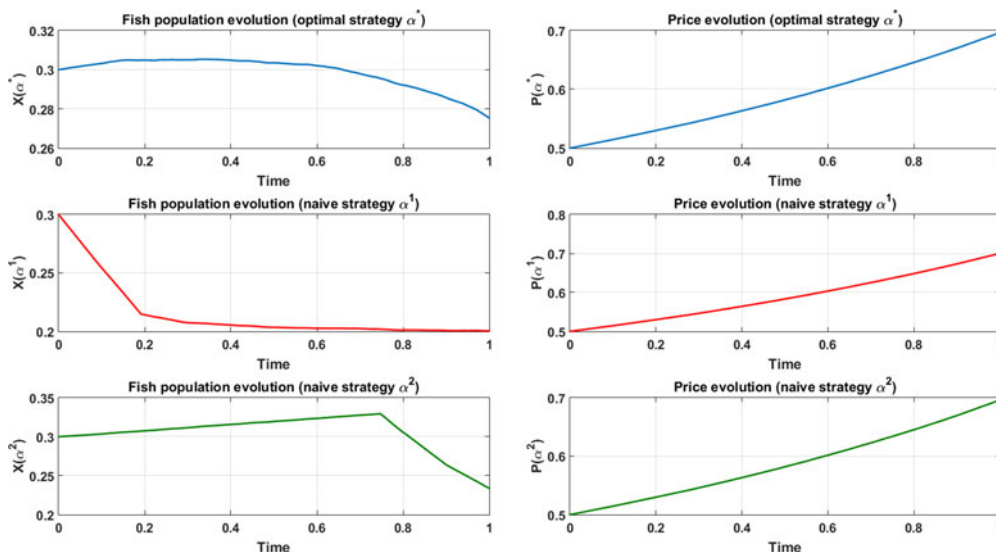 Fish population evolution (optimal strategy α*)
0.32
0.3
0.28
0.26
X(α*)
0 0.2 0.4 0.6 0.8 1
Time
Price evolution (optimal strategy α*)
0.7
0.6
0.5
P(α*)
0 0.2 0.4 0.6 0.8 1
Time
Fish population evolution (naive strategy α¹)
0.3
0.25
0.2
X(α¹)
0 0.2 0.4 0.6 0.8 1
Time
Price evolution (naive strategy α¹)
0.8
0.7
0.6
0.5
P(α¹)
0 0.2 0.4 0.6 0.8 1
Time
Fish population evolution (naive strategy α²)
0.35
0.3
0.25
0.2
X(α²)
0 0.2 0.4 0.6 0.8 1
Time
Price evolution (naive strategy α²)
0.7
0.6
0.5
P(α²)
0 0.2 0.4 0.6 0.8 1
Time